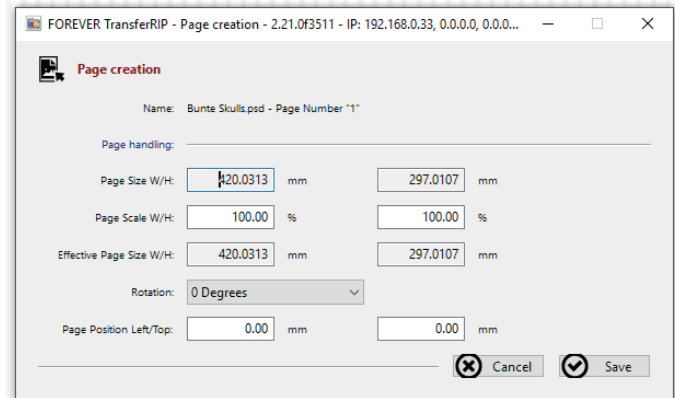 FOREVER TransferRIP - Page creation - 2.21.0f3511 - IP: 192.168.0.33, 0.0.0.0, 0.0.0...
Page creation
Name: Bunte Skulls.psd - Page Number "1"
Page handling:
Page Size W/H: 420.0313 mm 297.0107 mm
Page Scale W/H: 100.00 % 100.00 %
Effective Page Size W/H: 420.0313 mm 297.0107 mm
Rotation: 0 Degrees
Page Position Left/Top: 0.00 mm 0.00 mm
Cancel Save